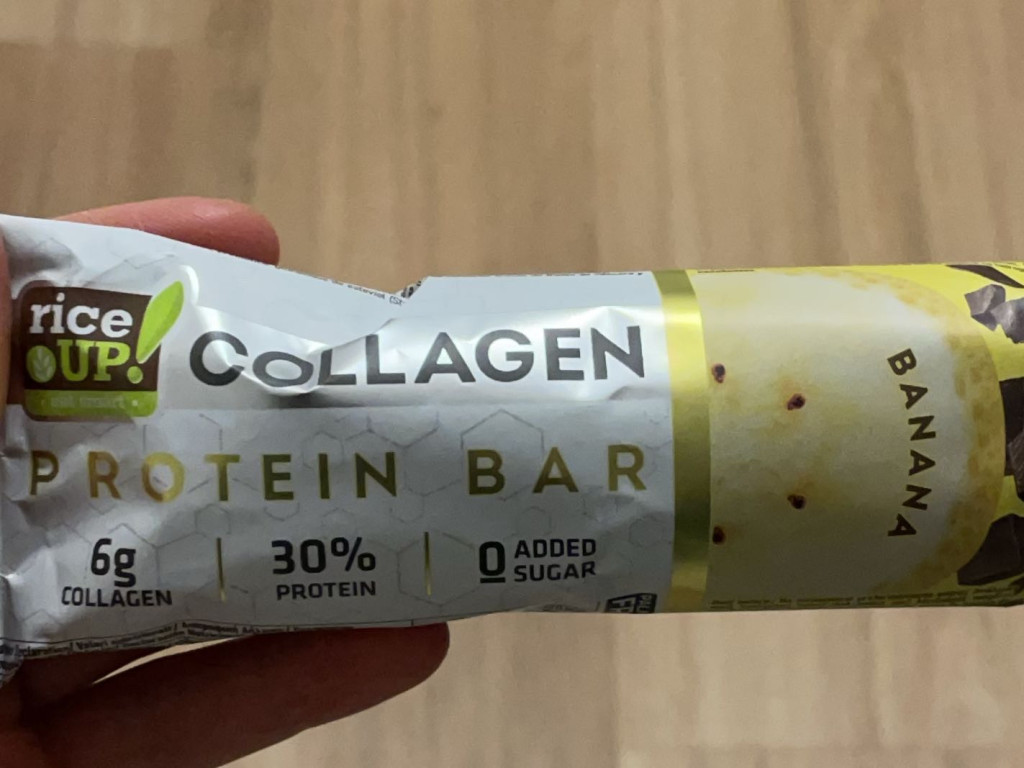 rice
UP!
COLLAGEN
PROTEIN BAR
6g
COLLAGEN
30%
PROTEIN
0 ADDED
SUGAR
BANANA